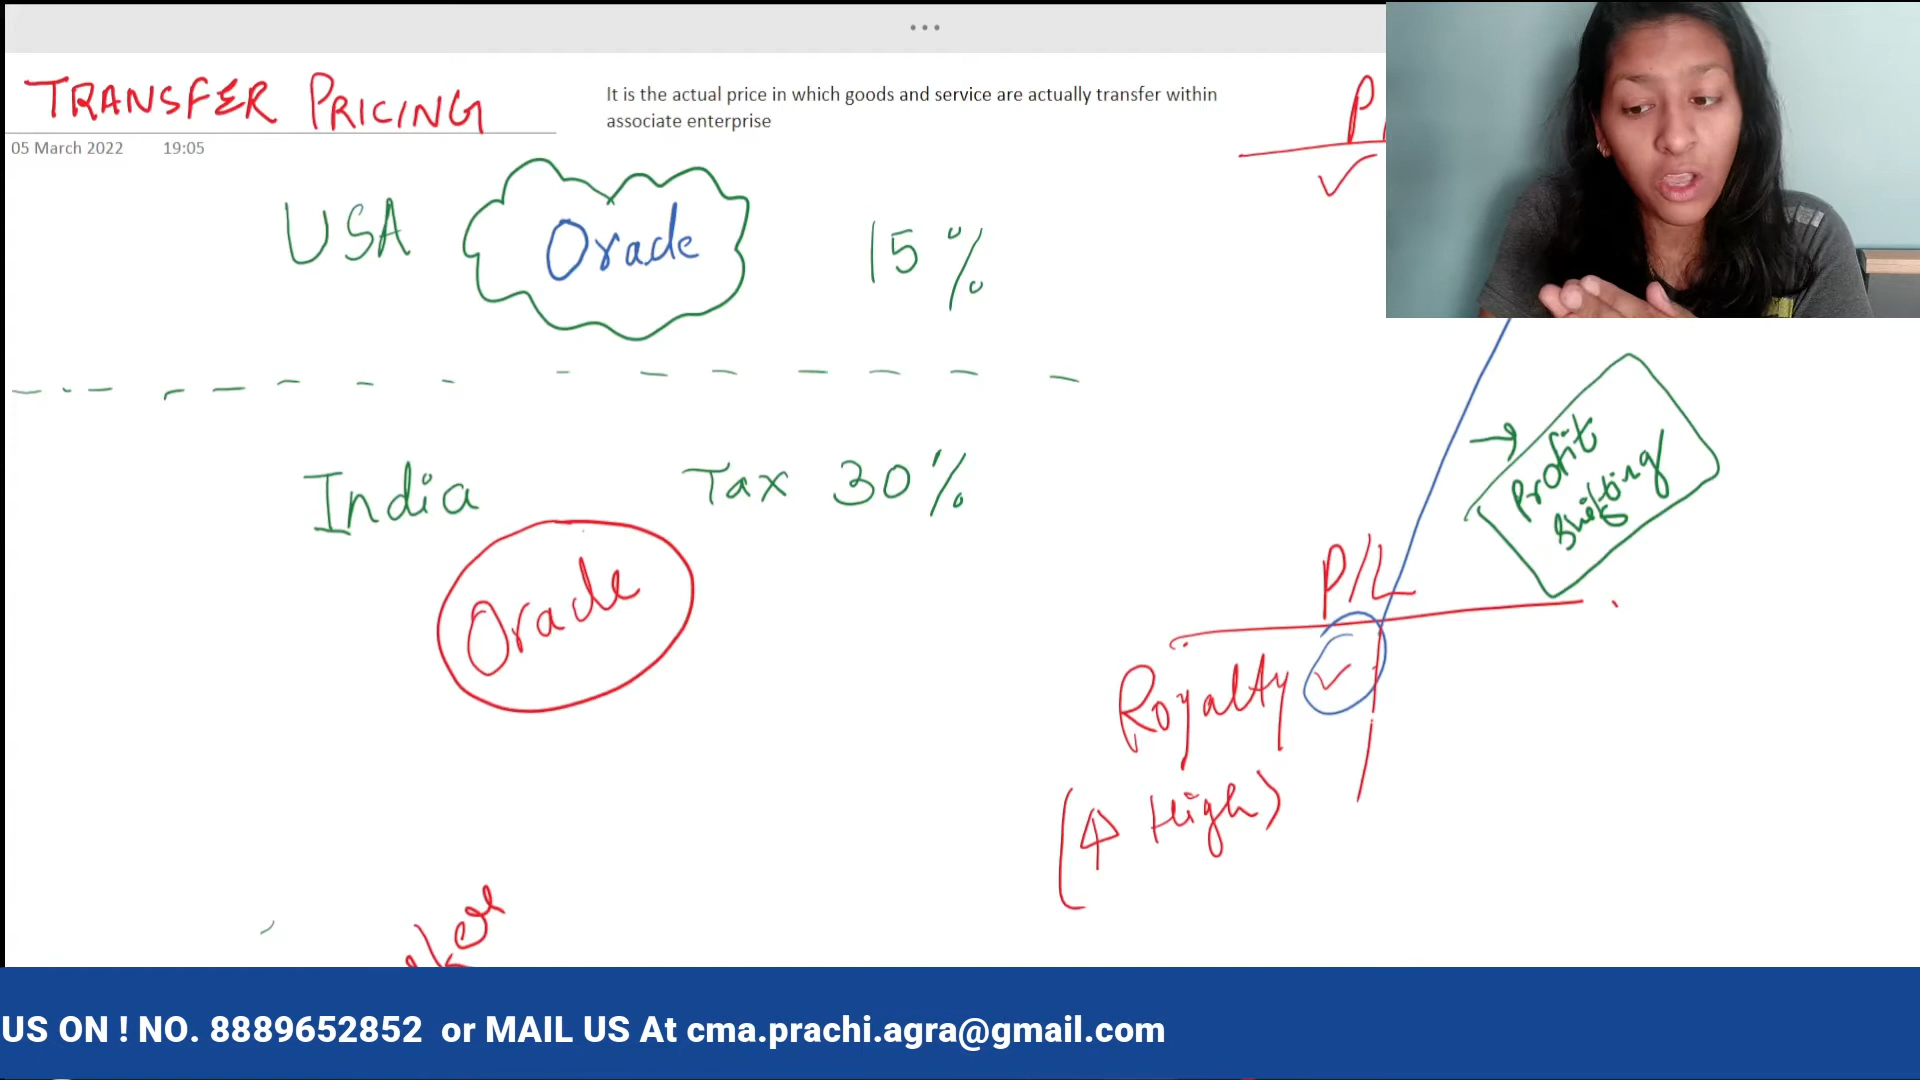 TRANSFER PRICING
It is the actual price in which goods and service are actually transfer within
associate enterprise
05 March 2022 19:05
P
USA Oracle 15%
India Tax 30%
Oracle
Profit
Shifting
P/L
Royalty
(↑ High)
US ON ! NO. 8889652852 or MAIL US At cma.prachi.agra@gmail.com